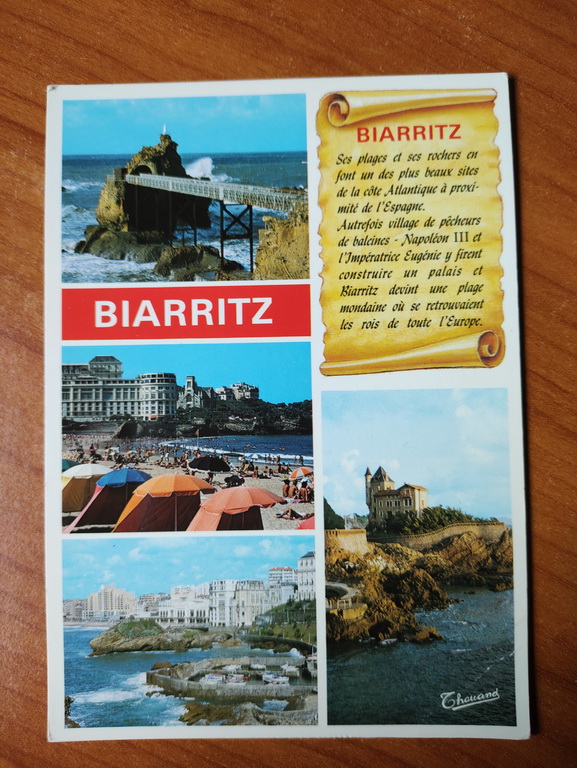 BIARRITZ
Ses plages et ses rochers en
font un des plus beaux sites
de la côte Atlantique à proxi-
mité de l'Espagne.
Autrefois village de pêcheurs
de baleines - Napoléon III et
l'Impératrice Eugénie y firent
construire un palais et
Biarritz devint une plage
mondaine où se retrouvaient
les rois de toute l'Europe.
BIARRITZ
Thouand